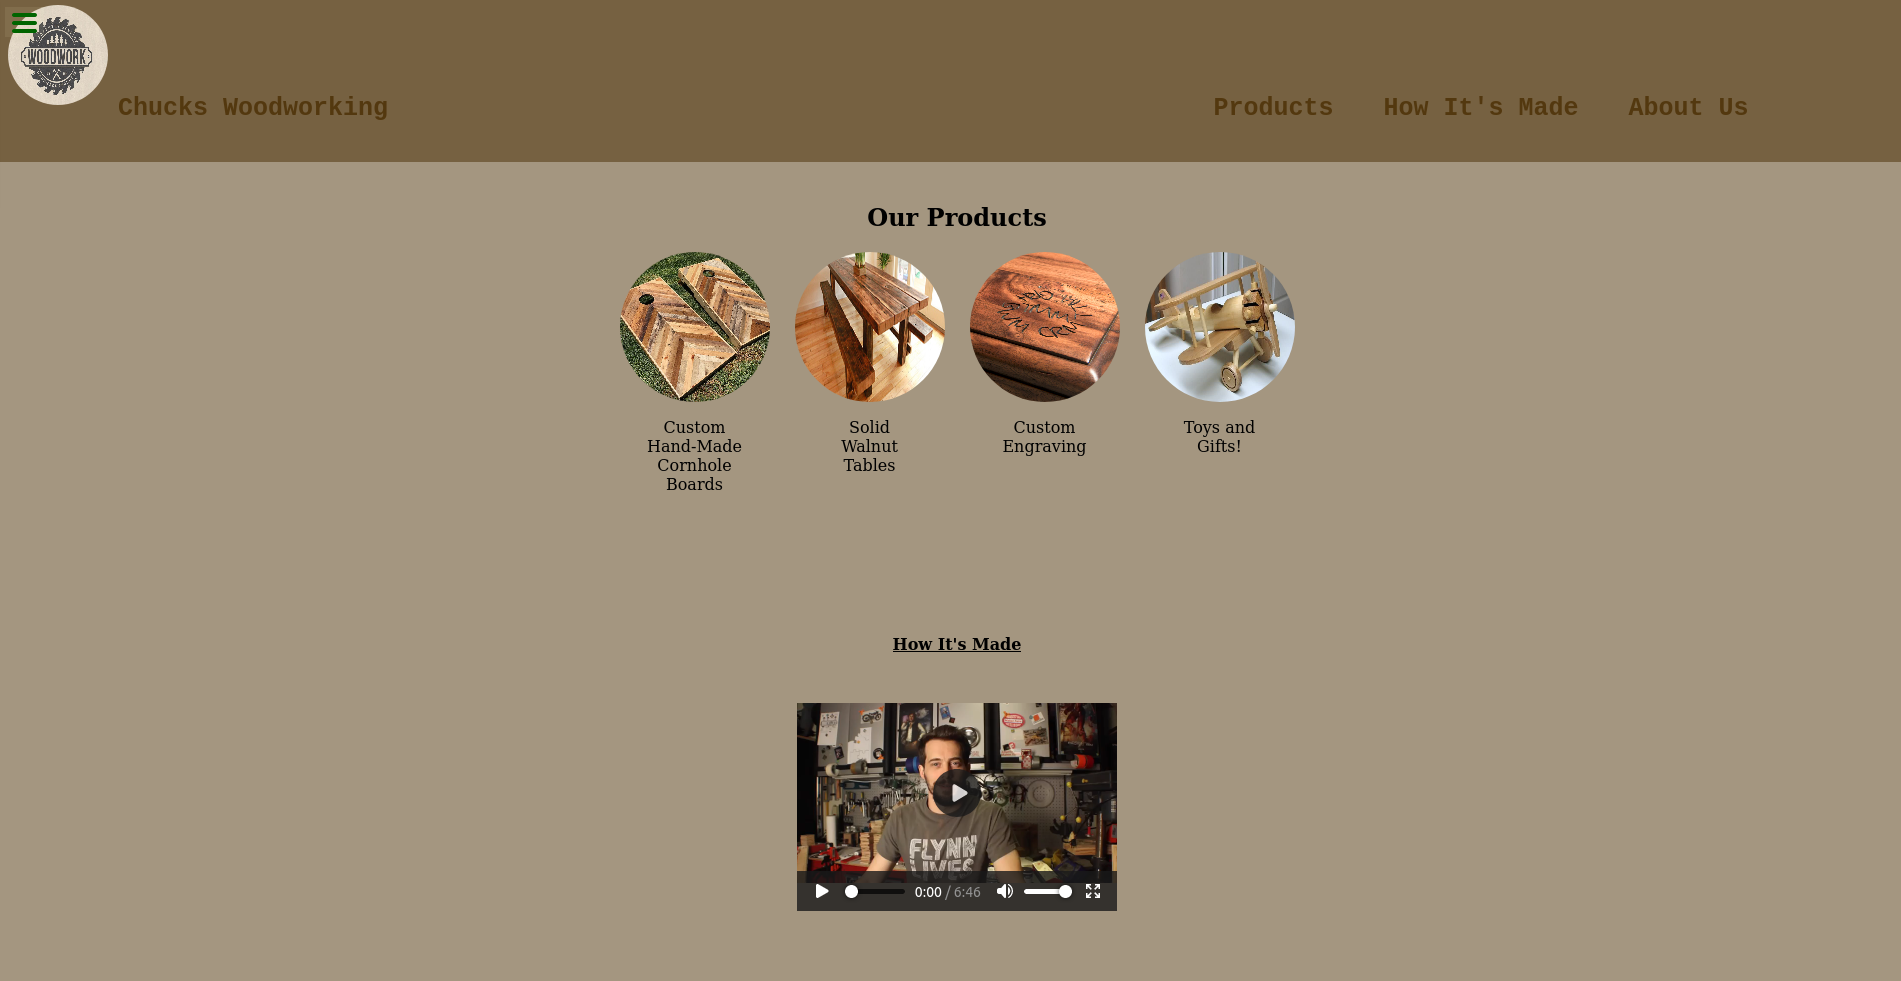 WOODWORK
Chucks Woodworking
Products How It's Made About Us
Our Products
Custom
Hand-Made
Cornhole
Boards
Solid
Walnut
Tables
Custom
Engraving
Toys and
Gifts!
How It's Made
FLYNN
LIVES
0:00 / 6:46